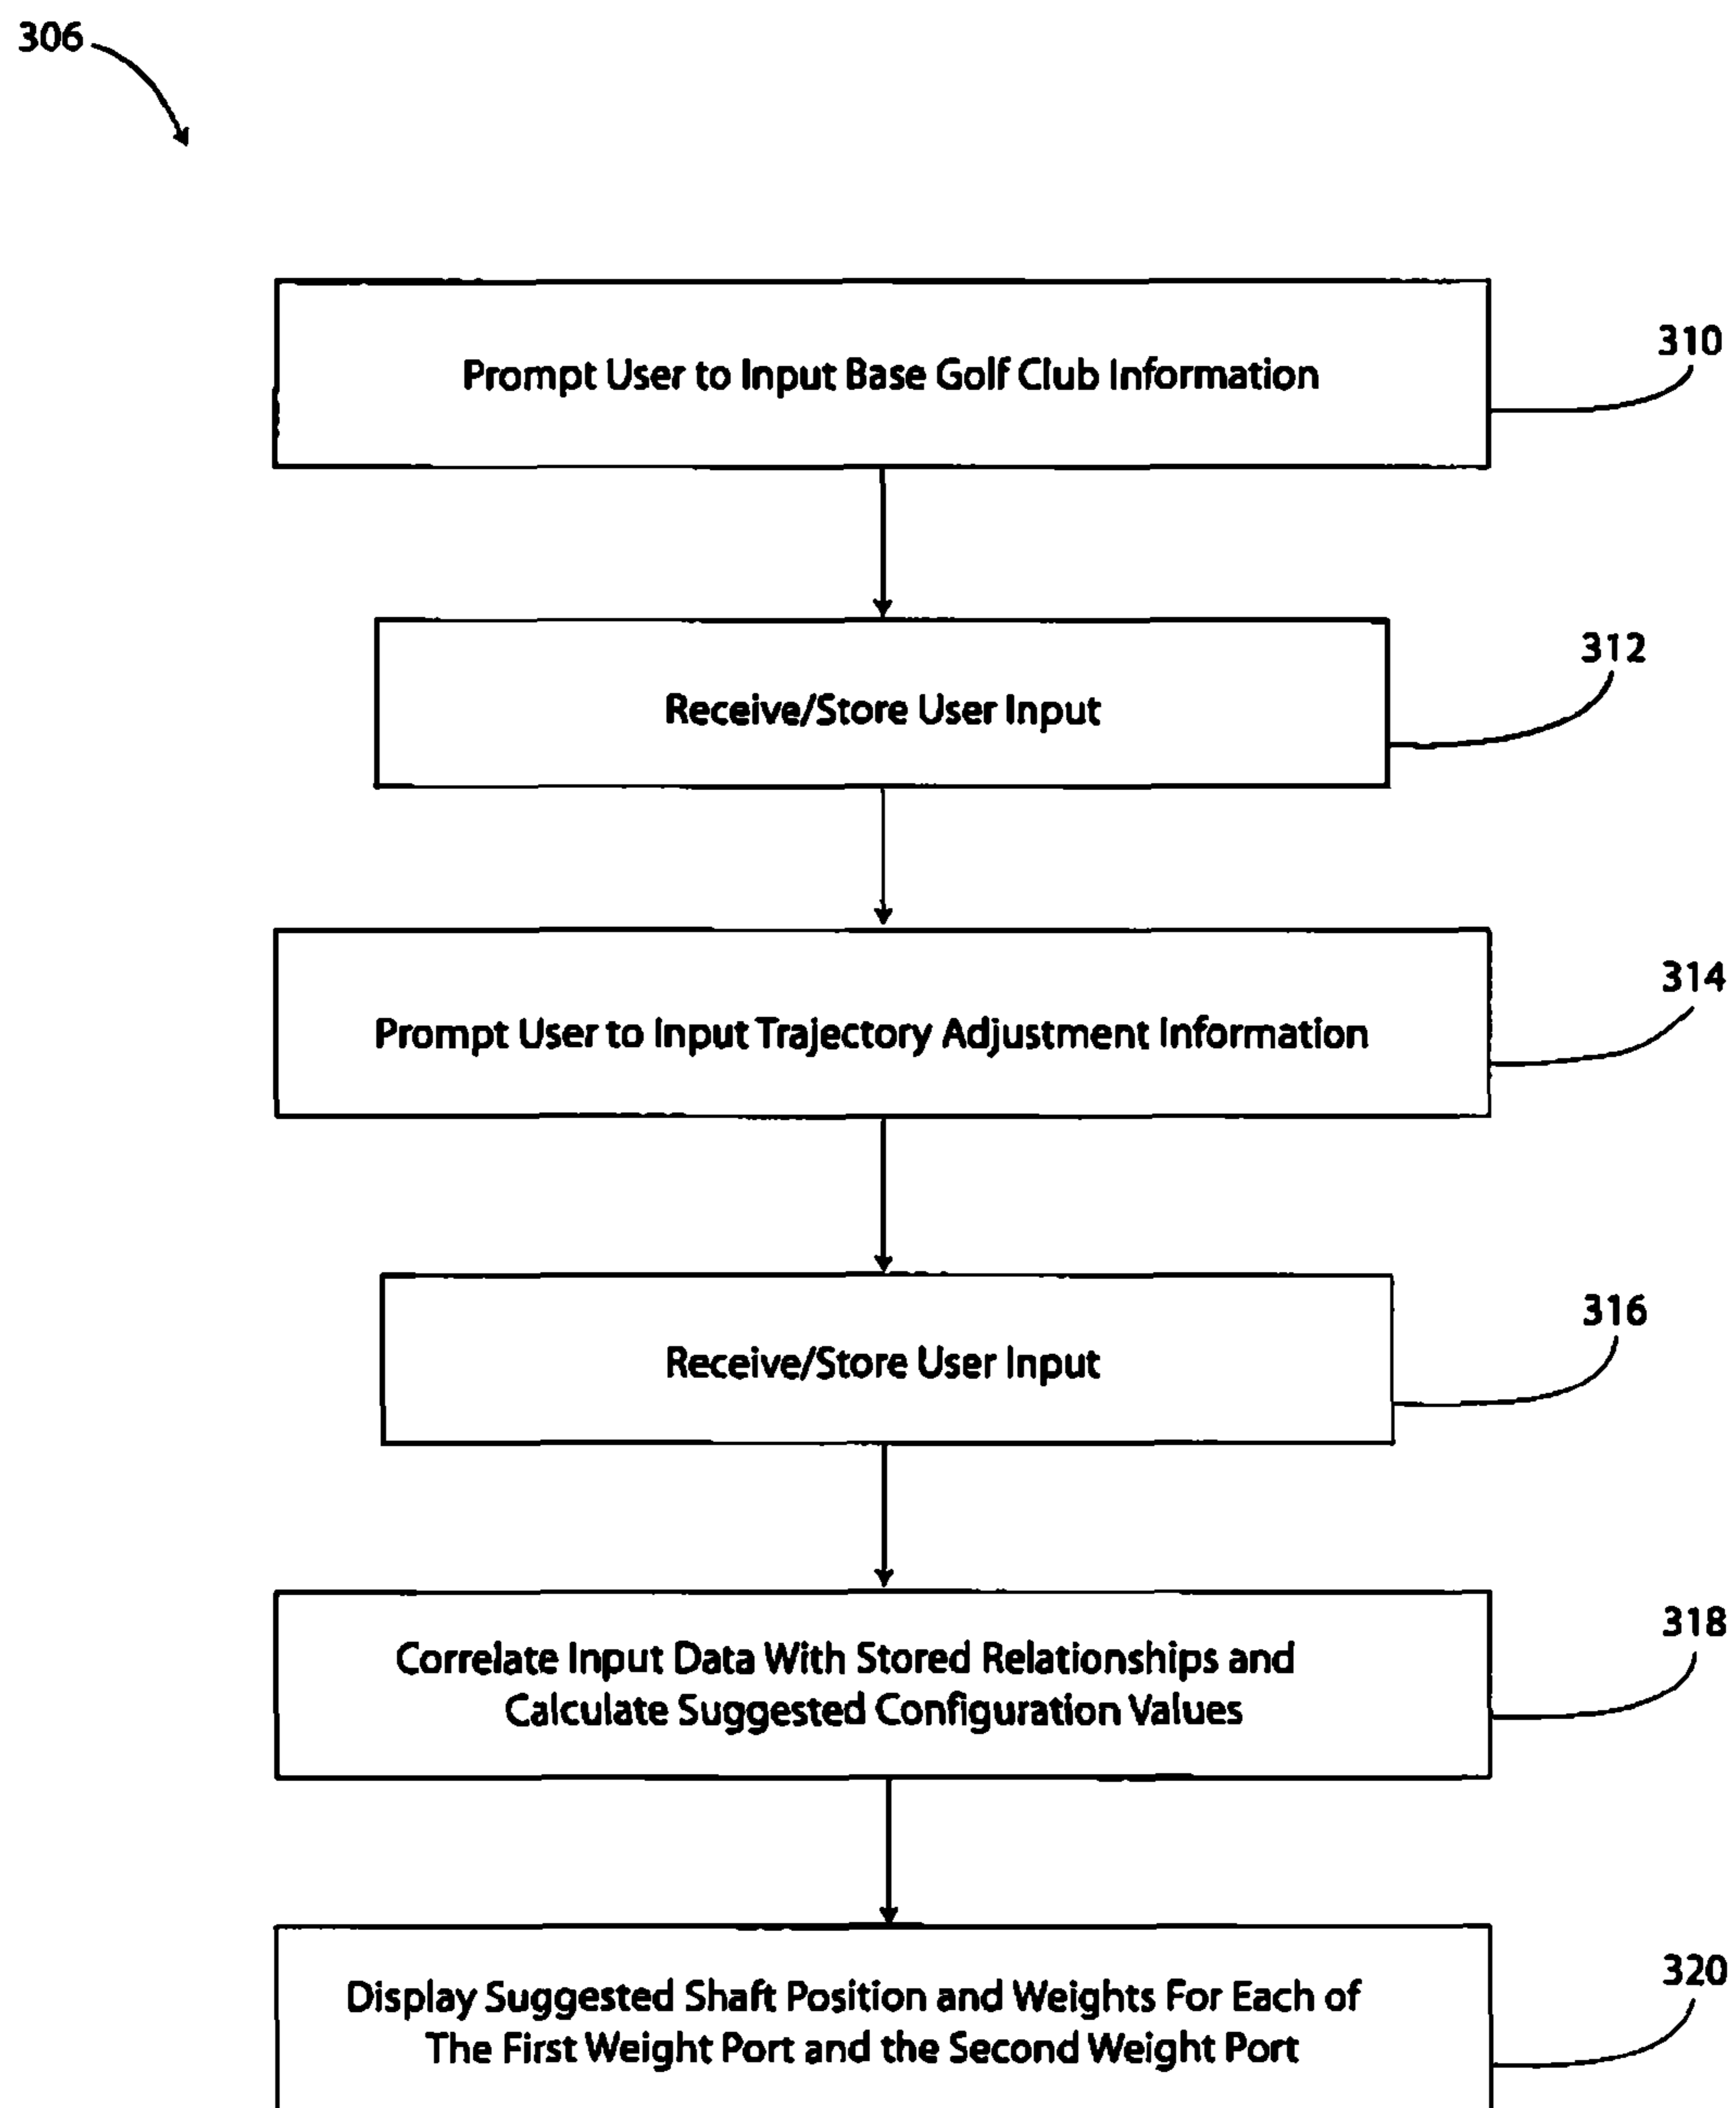 306
Prompt User to Input Base Golf Club Information
310
Receive/Store User Input
312
Prompt User to Input Trajectory Adjustment Information
314
Receive/Store User Input
316
Correlate Input Data With Stored Relationships and
Calculate Suggested Configuration Values
318
Display Suggested Shaft Position and Weights For Each of
The First Weight Port and the Second Weight Port
320